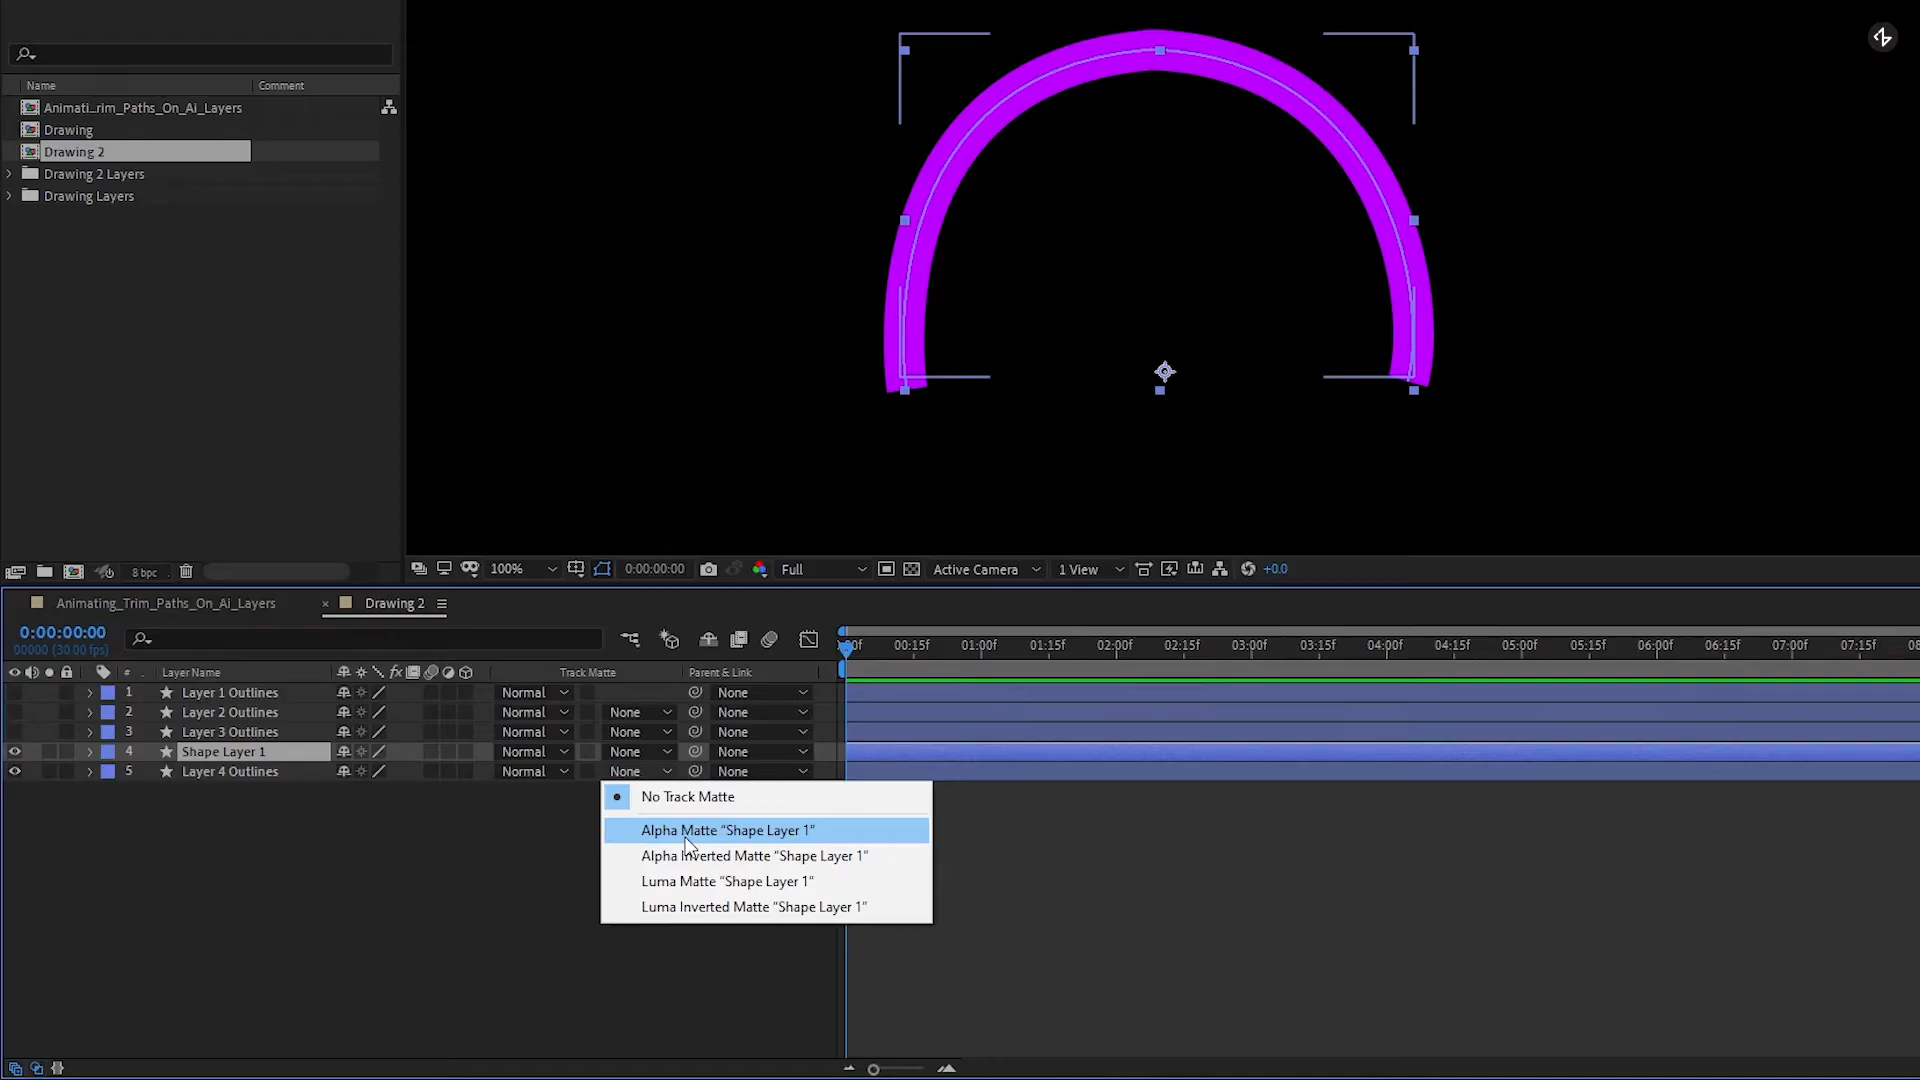 Name Comment
Animati...rim_Paths_On_Ai_Layers
Drawing
Drawing 2
Drawing 2 Layers
Drawing Layers
8 bpc
100% 0:00:00:00 Full Active Camera 1 View +0.0
Animating_Trim_Paths_On_Ai_Layers × Drawing 2
0:00:00:00
00000 (30.00 fps)
00f 00:15f 01:00f 01:15f 02:00f 02:15f 03:00f 03:15f 04:00f 04:15f 05:00f 05:15f 06:00f 06:15f 07:00f 07:15f 08
# Layer Name fx Track Matte Parent & Link
1 Layer 1 Outlines Normal None
2 Layer 2 Outlines Normal None None
3 Layer 3 Outlines Normal None None
4 Shape Layer 1 Normal None None
5 Layer 4 Outlines Normal None None
No Track Matte
Alpha Matte "Shape Layer 1"
Alpha Inverted Matte "Shape Layer 1"
Luma Matte "Shape Layer 1"
Luma Inverted Matte "Shape Layer 1"